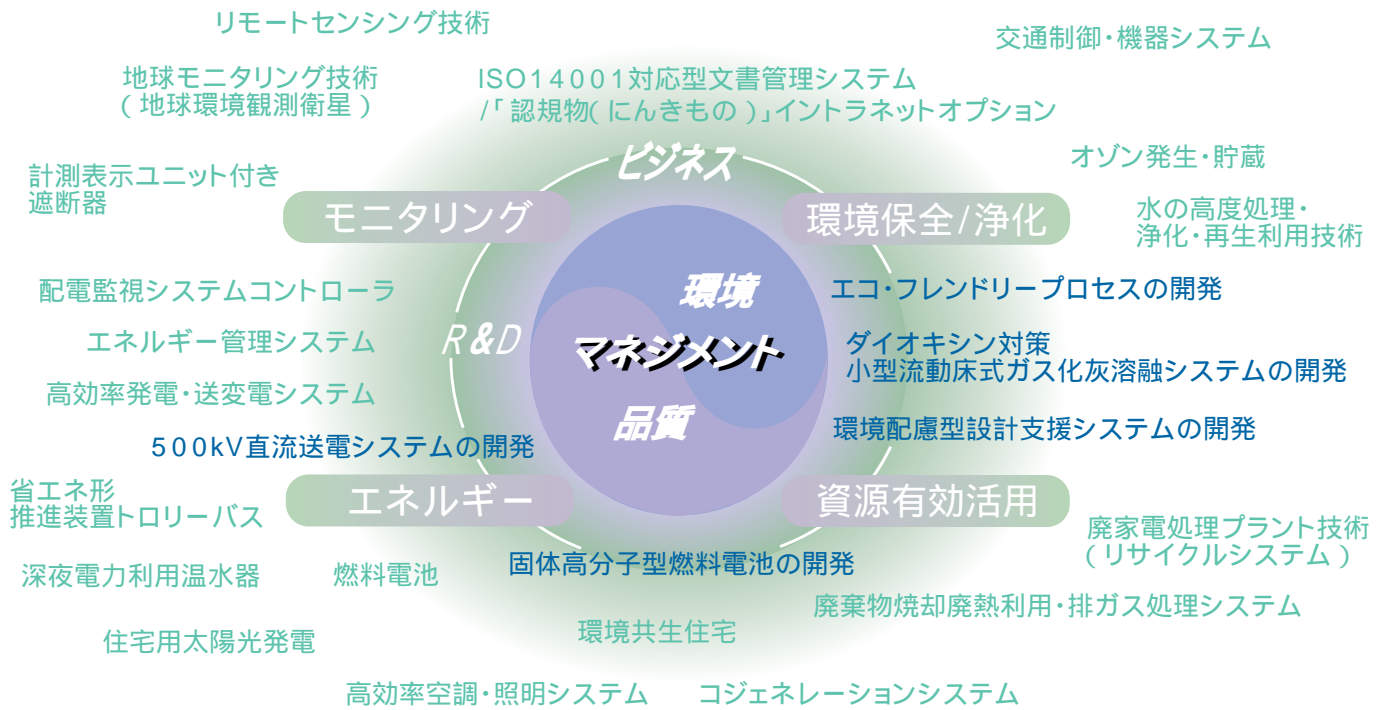 リモートセンシング技術
交通制御・機器システム
地球モニタリング技術
(地球環境観測衛星)
ISO14001対応型文書管理システム
/「認規物(にんきもの)」イントラネットオプション
ビジネス
オゾン発生・貯蔵
計測表示ユニット付き
遮断器
モニタリング
環境保全/浄化
水の高度処理・
浄化・再生利用技術
配電監視システムコントローラ
環境
エコ・フレンドリープロセスの開発
エネルギー管理システム
R&D
マネジメント
ダイオキシン対策
小型流動床式ガス化灰溶融システムの開発
高効率発電・送変電システム
品質
環境配慮型設計支援システムの開発
500kV直流送電システムの開発
省エネ形
推進装置トロリーバス
エネルギー
資源有効活用
廃家電処理プラント技術
(リサイクルシステム)
深夜電力利用温水器
燃料電池
固体高分子型燃料電池の開発
廃棄物焼却廃熱利用・排ガス処理システム
住宅用太陽光発電
環境共生住宅
高効率空調・照明システム
コジェネレーションシステム